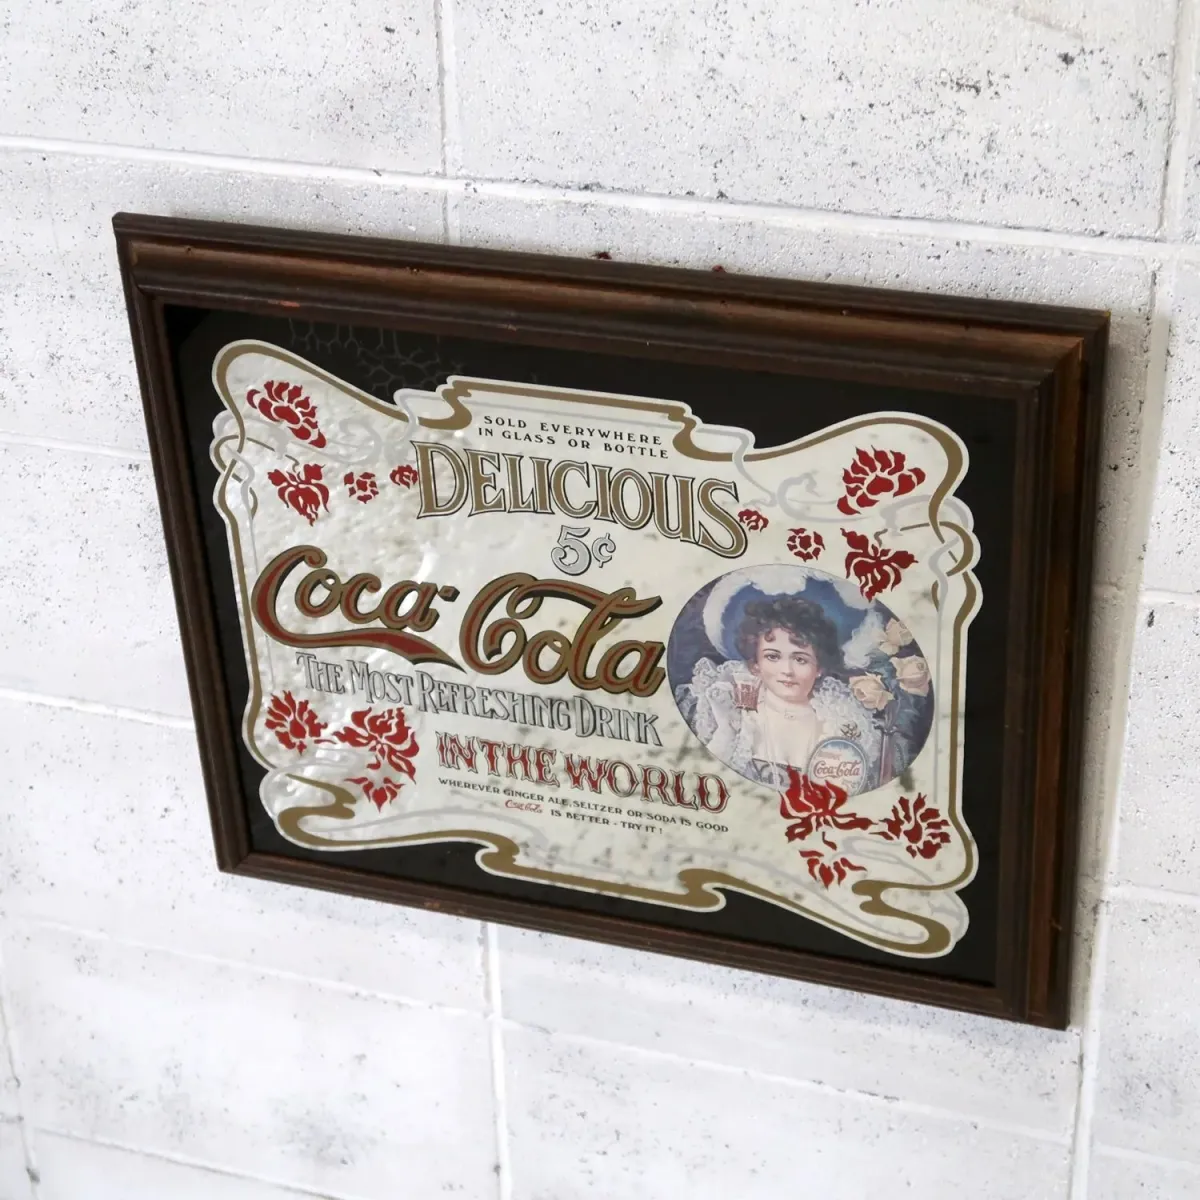 SOLD EVERYWHERE
IN GLASS OR BOTTLE
DELICIOUS
5¢
Coca-Cola
THE MOST REFRESHING DRINK
IN THE WORLD
WHEREVER GINGER ALE, SELTZER OR SODA IS GOOD
Coca-Cola IS BETTER - TRY IT!
Coca-Cola